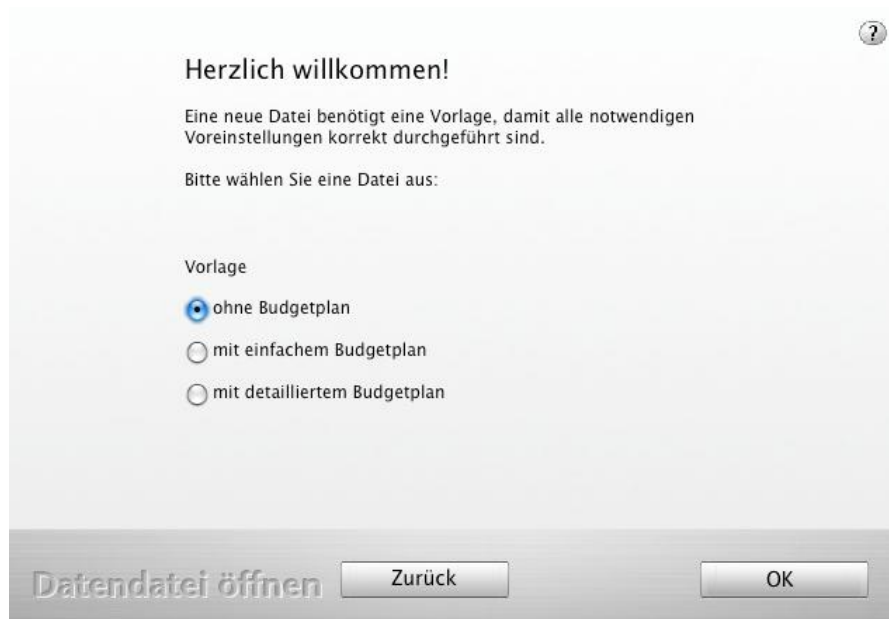 ?
Herzlich willkommen!
Eine neue Datei benötigt eine Vorlage, damit alle notwendigen
Voreinstellungen korrekt durchgeführt sind.
Bitte wählen Sie eine Datei aus:
Vorlage
ohne Budgetplan
mit einfachem Budgetplan
mit detailliertem Budgetplan
Datendatei öffnen Zurück OK